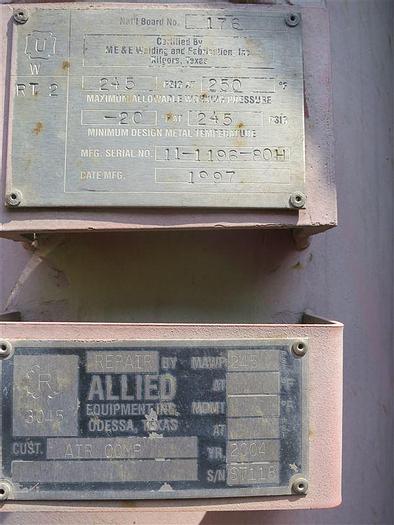 Nat'l Board No. 176
U
W
RT 2
Certified By
ME&E Welding and Fabrication Inc
Kilgore, Texas
245 PSIG AT 250 °F
MAXIMUM ALLOWABLE WORKING PRESSURE
-20 °F AT 245 PSIG
MINIMUM DESIGN METAL TEMPERATURE
MFG. SERIAL NO. 11-1196-80H
DATE MFG. 1997
REPAIR BY
ALLIED
EQUIPMENT INC.
ODESSA, TEXAS
R
3045
CUST. AIR COMP
MAWP 245
AT °F
MDMT °F
AT
YR. 2004
S/N